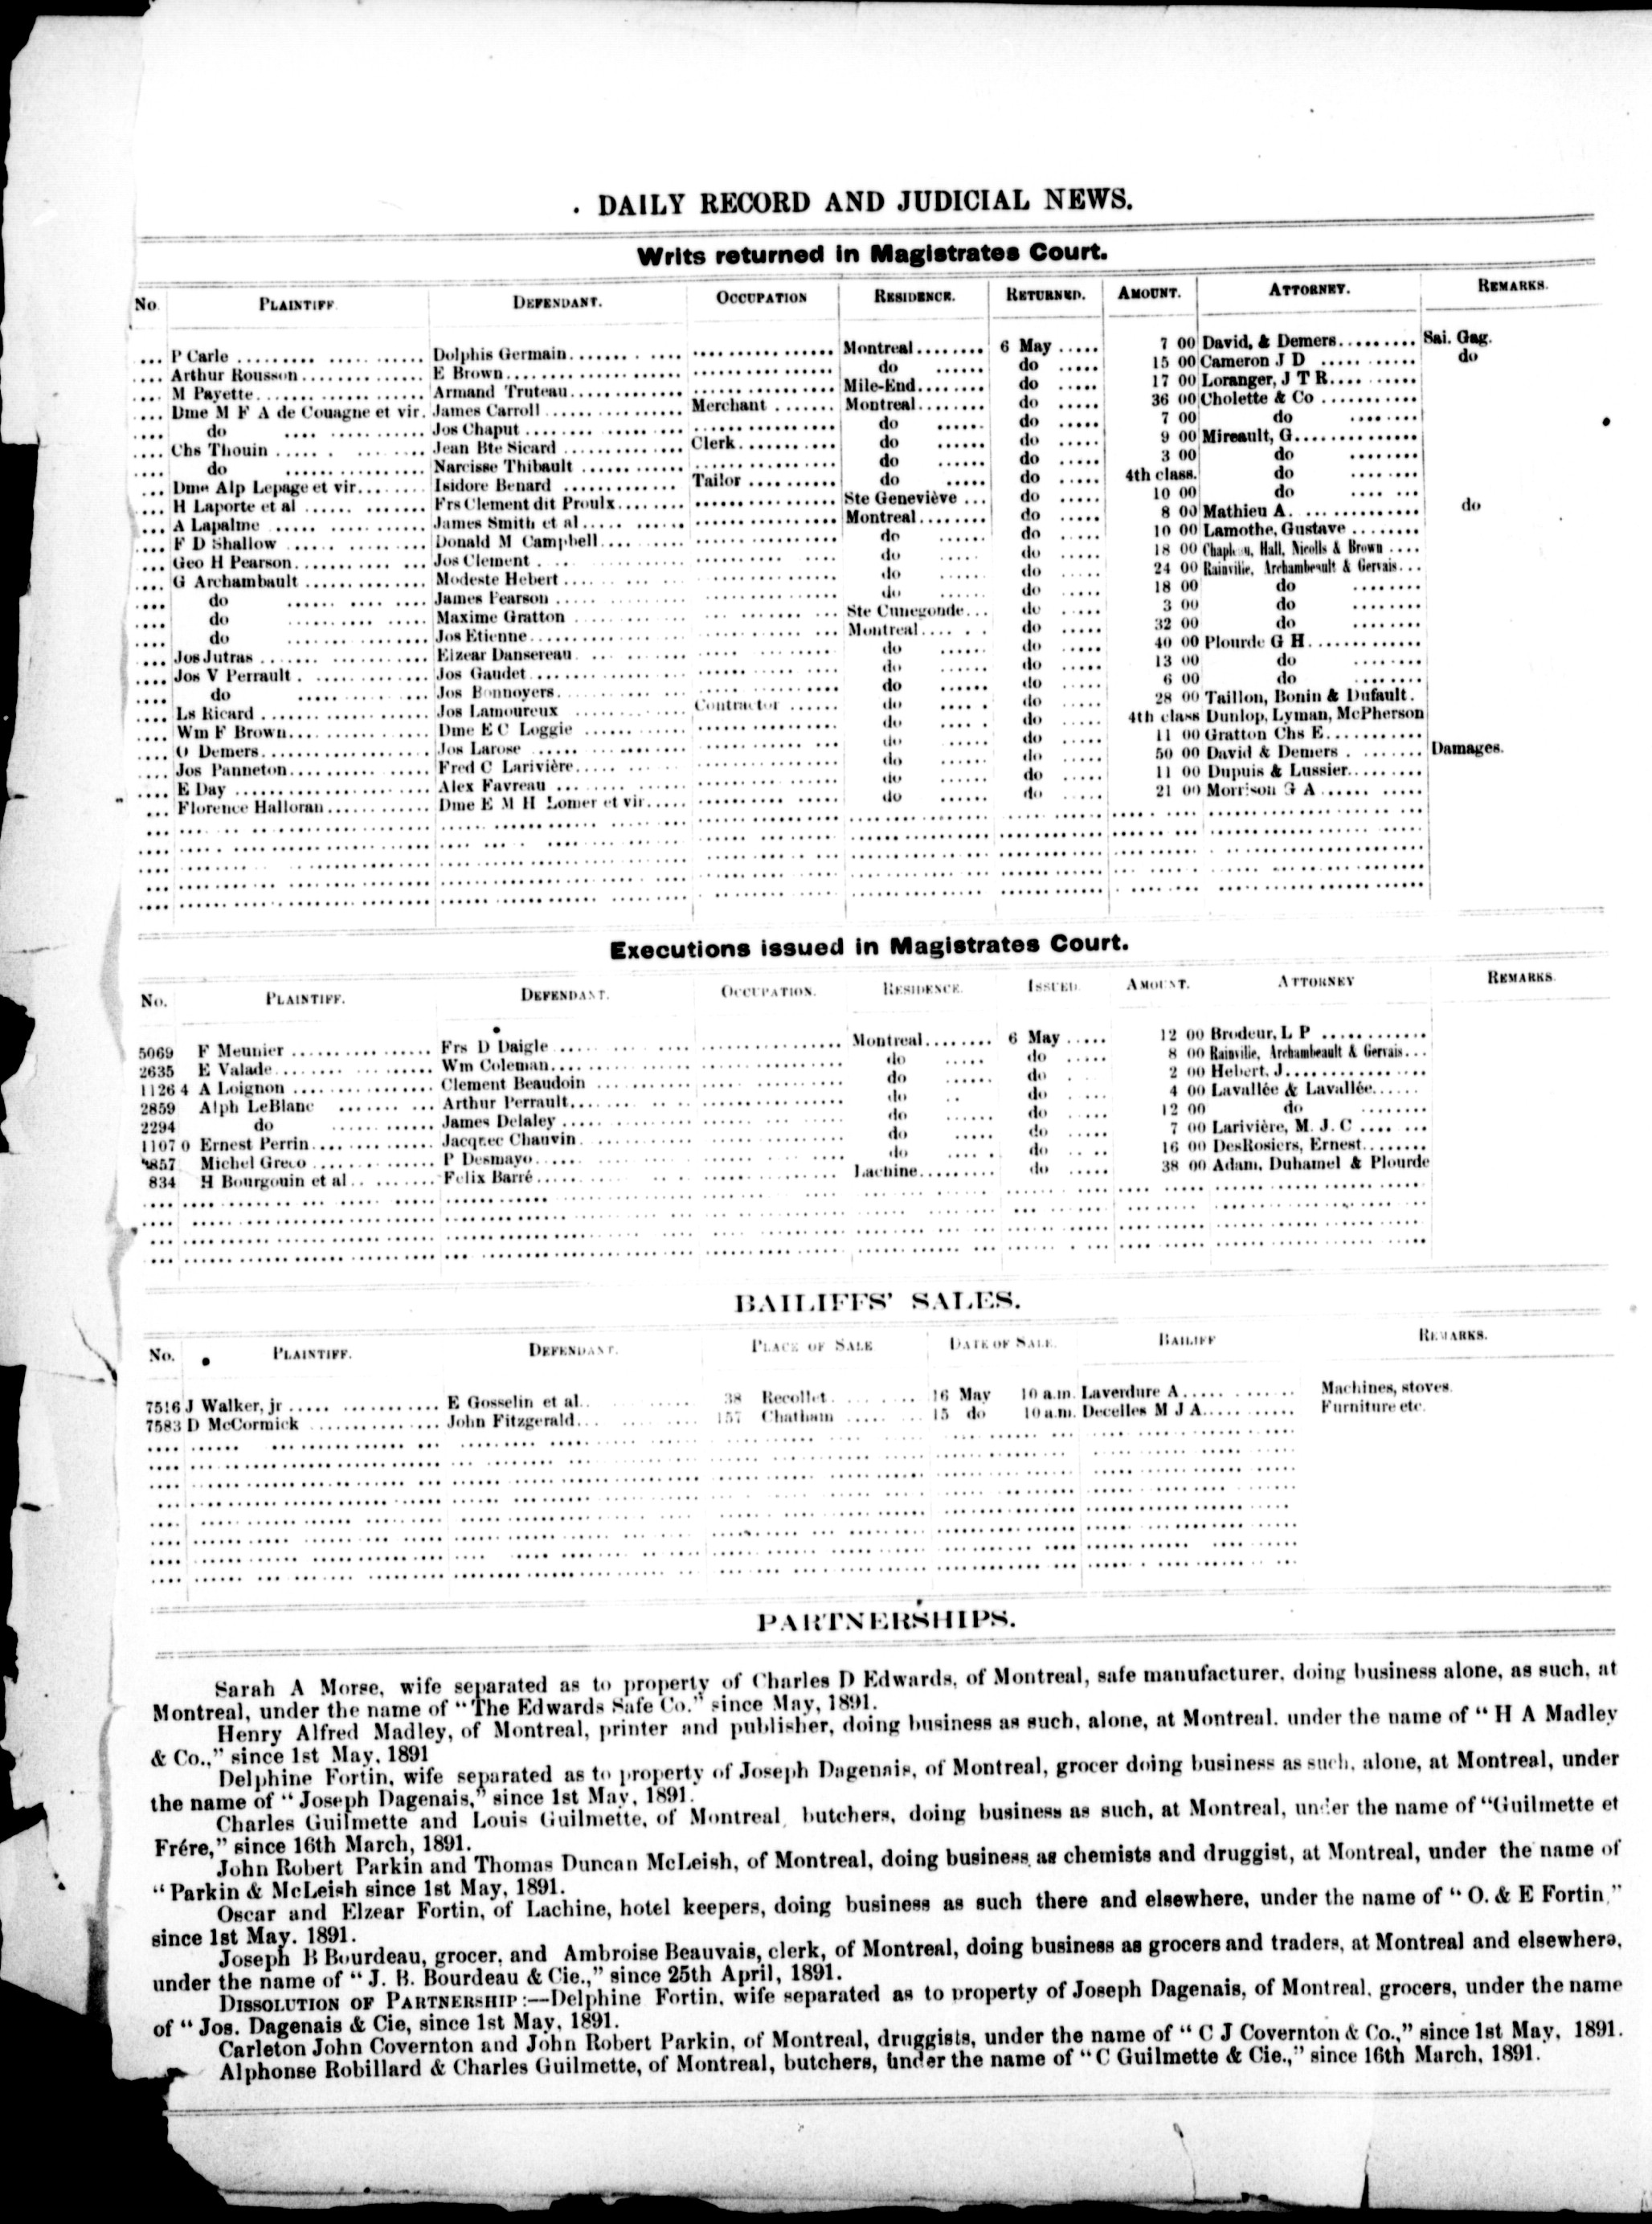 DAILY RECORD AND JUDICIAL NEWS.
Writs returned in Magistrates Court.
No. PLAINTIFF. DEFENDANT. OCCUPATION RESIDENCE. RETURNED. AMOUNT. ATTORNEY. REMARKS.
P Carle Dolphis Germain Montreal 6 May 7 00 David, & Demers Sai. Gag.
Arthur Rousson E Brown do do 15 00 Cameron J D do
M Payette Armand Truteau Mile-End do 17 00 Loranger, J T R
Dme M F A de Couagne et vir. James Carroll Merchant Montreal do 36 00 Cholette & Co
do Jos Chaput do do 7 00 do
Chs Thouin Jean Bte Sicard Clerk do do 9 00 Mireault, G
do Narcisse Thibault do do 3 00 do
Dme Alp Lepage et vir Isidore Benard Tailor do do 4th class. do
H Laporte et al Frs Clement dit Proulx Ste Geneviève do 10 00 do
A Lapalme James Smith et al Montreal do 8 00 Mathieu A. do
F D Shallow Donald M Campbell do do 10 00 Lamothe, Gustave
Geo H Pearson Jos Clement do do 18 00 Hall, Nicolls & Brown
G Archambault Modeste Hebert do do 24 00 Rainville, Archambeault & Gervais
do James Pearson do do 18 00 do
do Maxime Gratton Ste Cunegonde do 3 00 do
do Jos Etienne Montreal do 32 00 do
Jos Jutras Elzear Dansereau do do 40 00 Plourde G H
Jos V Perrault Jos Gaudet do do 13 00 do
do Jos Bonnoyers do do 6 00 do
Ls Ricard Jos Lamoureux Contractor do do 28 00 Taillon, Bonin & Dufault.
Wm F Brown Dme E C Loggie do do 4th class Dunlop, Lyman, McPherson
O Demers Jos Larose do do 11 00 Gratton Chs E
Jos Panneton Fred C Larivière do do 50 00 David & Demers Damages.
E Day Alex Favreau do do 11 00 Dupuis & Lussier
Florence Halloran Dme E M H Lomer et vir do do 21 00 Morrison G A
Executions issued in Magistrates Court.
No. PLAINTIFF. DEFENDANT. OCCUPATION. RESIDENCE. ISSUED. AMOUNT. ATTORNEY REMARKS.
5069 F Meunier Frs D Daigle Montreal 6 May 12 00 Brodeur, L P
2635 E Valade Wm Coleman do do 8 00 Rainville, Archambeault & Gervais
11264 A Loignon Clement Beaudoin do do 2 00 Hebert, J
2859 Alph LeBlanc Arthur Perrault do do 4 00 Lavallée & Lavallée
2294 do James Delaley do do 12 00 do
11070 Ernest Perrin Jacques Chauvin do do 7 00 Larivière, M. J. C
Michel Greco P Desmayo do do 16 00 DesRosiers, Ernest
834 H Bourgouin et al Felix Barré Lachine do 38 00 Adam, Duhamel & Plourde
BAILIFFS' SALES.
No. PLAINTIFF. DEFENDANT. PLACE OF SALE DATE OF SALE. BAILIFF REMARKS.
7516 J Walker, jr E Gosselin et al 38 Recollet 16 May 10 a.m. Laverdure A Machines, stoves.
7583 D McCormick John Fitzgerald 157 Chatham 15 do 10 a.m. Decelles M J A Furniture etc.
PARTNERSHIPS.
Sarah A Morse, wife separated as to property of Charles D Edwards, of Montreal, safe manufacturer, doing business alone, as such, at
Montreal, under the name of "The Edwards Safe Co." since May, 1891.
Henry Alfred Madley, of Montreal, printer and publisher, doing business as such, alone, at Montreal. under the name of "H A Madley
& Co.," since 1st May, 1891
Delphine Fortin, wife separated as to property of Joseph Dagenais, of Montreal, grocer doing business as such, alone, at Montreal, under
the name of "Joseph Dagenais," since 1st May, 1891.
Charles Guilmette and Louis Guilmette, of Montreal, butchers, doing business as such, at Montreal, under the name of "Guilmette et
Frére," since 16th March, 1891.
John Robert Parkin and Thomas Duncan McLeish, of Montreal, doing business as chemists and druggist, at Montreal, under the name of
"Parkin & McLeish since 1st May, 1891.
Oscar and Elzear Fortin, of Lachine, hotel keepers, doing business as such there and elsewhere, under the name of "O. & E Fortin,"
since 1st May. 1891.
Joseph B Bourdeau, grocer, and Ambroise Beauvais, clerk, of Montreal, doing business as grocers and traders, at Montreal and elsewhere,
under the name of "J. B. Bourdeau & Cie.," since 25th April, 1891.
DISSOLUTION OF PARTNERSHIP:—Delphine Fortin, wife separated as to property of Joseph Dagenais, of Montreal, grocers, under the name
of "Jos. Dagenais & Cie, since 1st May, 1891.
Carleton John Covernton and John Robert Parkin, of Montreal, druggists, under the name of "C J Covernton & Co.," since 1st May, 1891.
Alphonse Robillard & Charles Guilmette, of Montreal, butchers, under the name of "C Guilmette & Cie.," since 16th March, 1891.